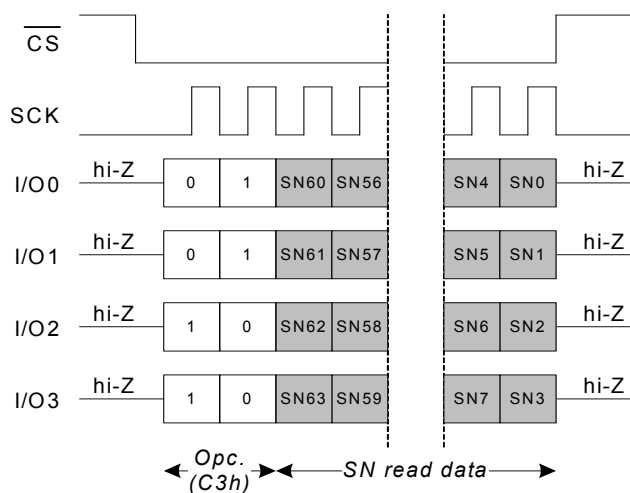 CS
SCK
I/O0 hi-Z 0 1 SN60 SN56 SN4 SN0 hi-Z
I/O1 hi-Z 0 1 SN61 SN57 SN5 SN1 hi-Z
I/O2 hi-Z 1 0 SN62 SN58 SN6 SN2 hi-Z
I/O3 hi-Z 1 0 SN63 SN59 SN7 SN3 hi-Z
Opc. SN read data
(C3h)